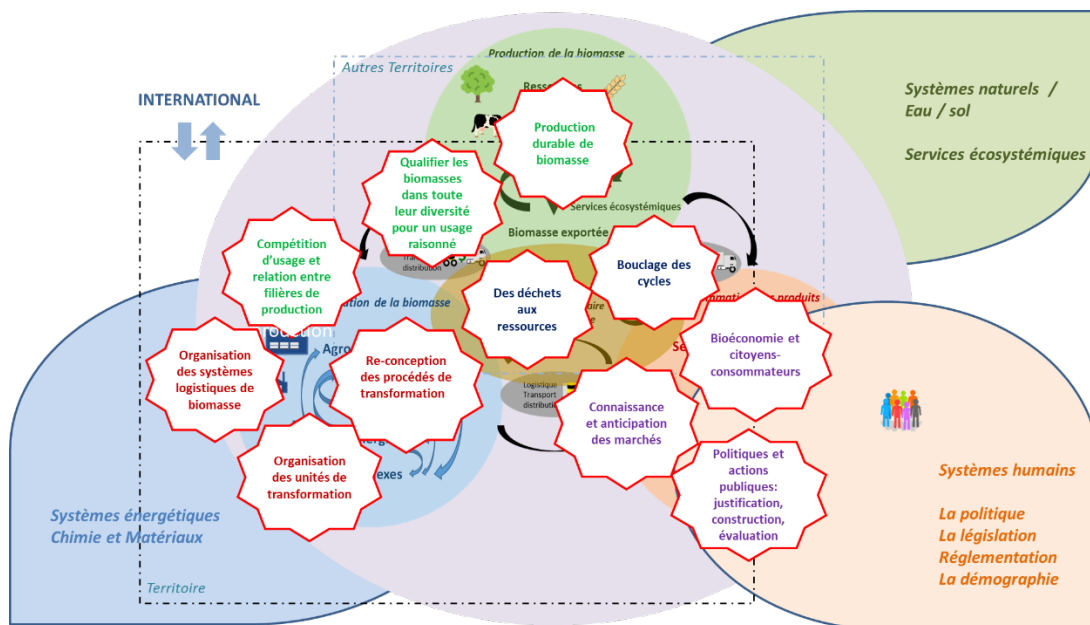 Production de la biomasse
Autres Territoires
INTERNATIONAL
Systèmes naturels /
Eau / sol
Services écosystémiques
Production
durable de
biomasse
Qualifier les
biomasses
dans toute
leur diversité
pour un usage
raisonné
Services écosystémiques
Biomasse exportée
distribution
Compétition
d’usage et
relation entre
filières de
production
de la biomasse
Des déchets
aux
ressources
Bouclage des
cycles
produits
Bioéconomie et
citoyens-
consommateurs
Organisation
des systèmes
logistiques de
biomasse
Re-conception
des procédés de
transformation
Logistique
Transport
Connaissance
et anticipation
des marchés
Organisation
des unités de
transformation
Politiques et
actions
publiques:
justification,
construction,
évaluation
Systèmes humains
La politique
La législation
Réglementation
La démographie
Systèmes énergétiques
Chimie et Matériaux
Territoire